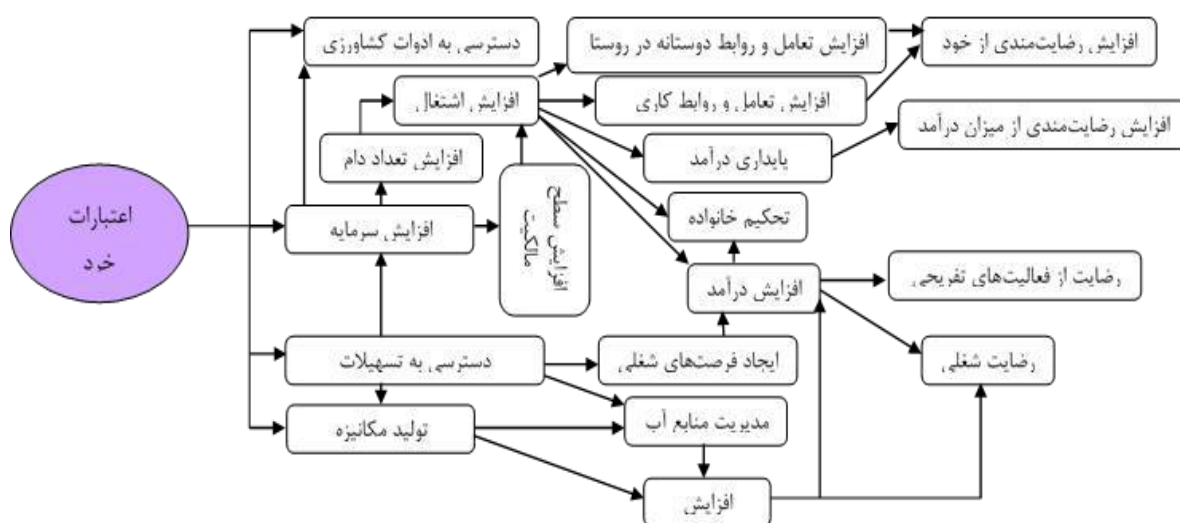 دسترسی به ادوات کشاورزی
افزایش تعامل و روابط دوستانه در روستا
افزایش رضایت‌مندی از خود
افزایش اشتغال
افزایش تعامل و روابط کاری
افزایش رضایت‌مندی از میزان درآمد
افزایش تعداد دام
پایداری درآمد
افزایش سطح
مالکیت
تحکیم خانواده
اعتبارات
خرد
افزایش سرمایه
افزایش درآمد
رضایت از فعالیت‌های تفریحی
دسترسی به تسهیلات
ایجاد فرصت‌های شغلی
رضایت شغلی
تولید مکانیزه
مدیریت منابع آب
افزایش